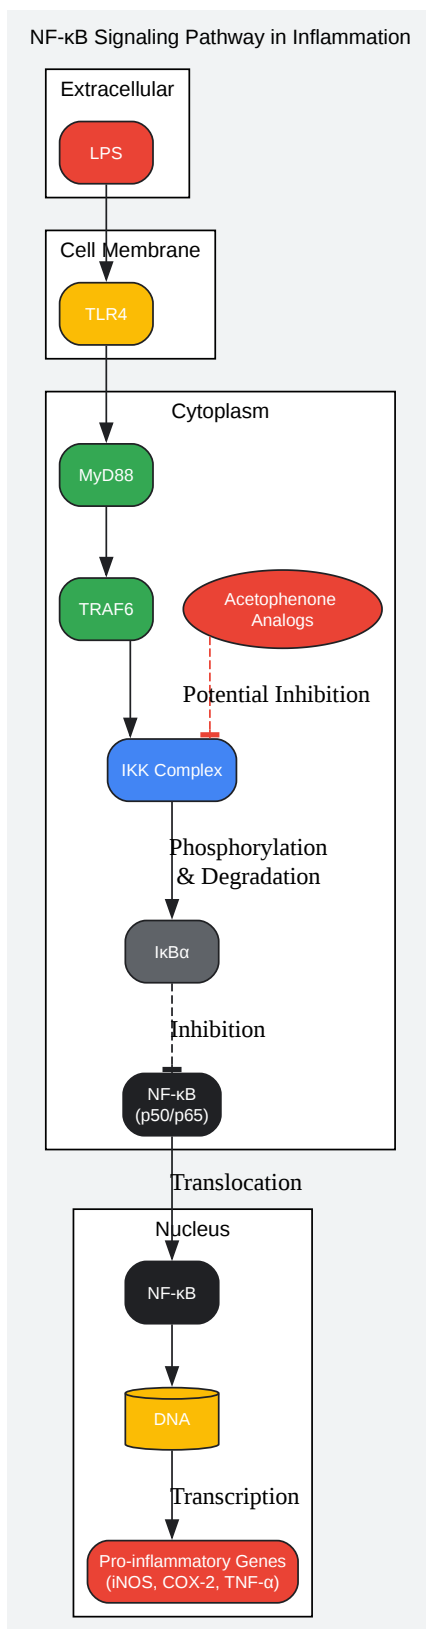 NF-κB Signaling Pathway in Inflammation
Extracellular
LPS
Cell Membrane
TLR4
Cytoplasm
MyD88
TRAF6
Acetophenone
Analogs
Potential Inhibition
IKK Complex
Phosphorylation
& Degradation
IκBα
Inhibition
NF-κB
(p50/p65)
Translocation
Nucleus
NF-κB
DNA
Transcription
Pro-inflammatory Genes
(iNOS, COX-2, TNF-α)